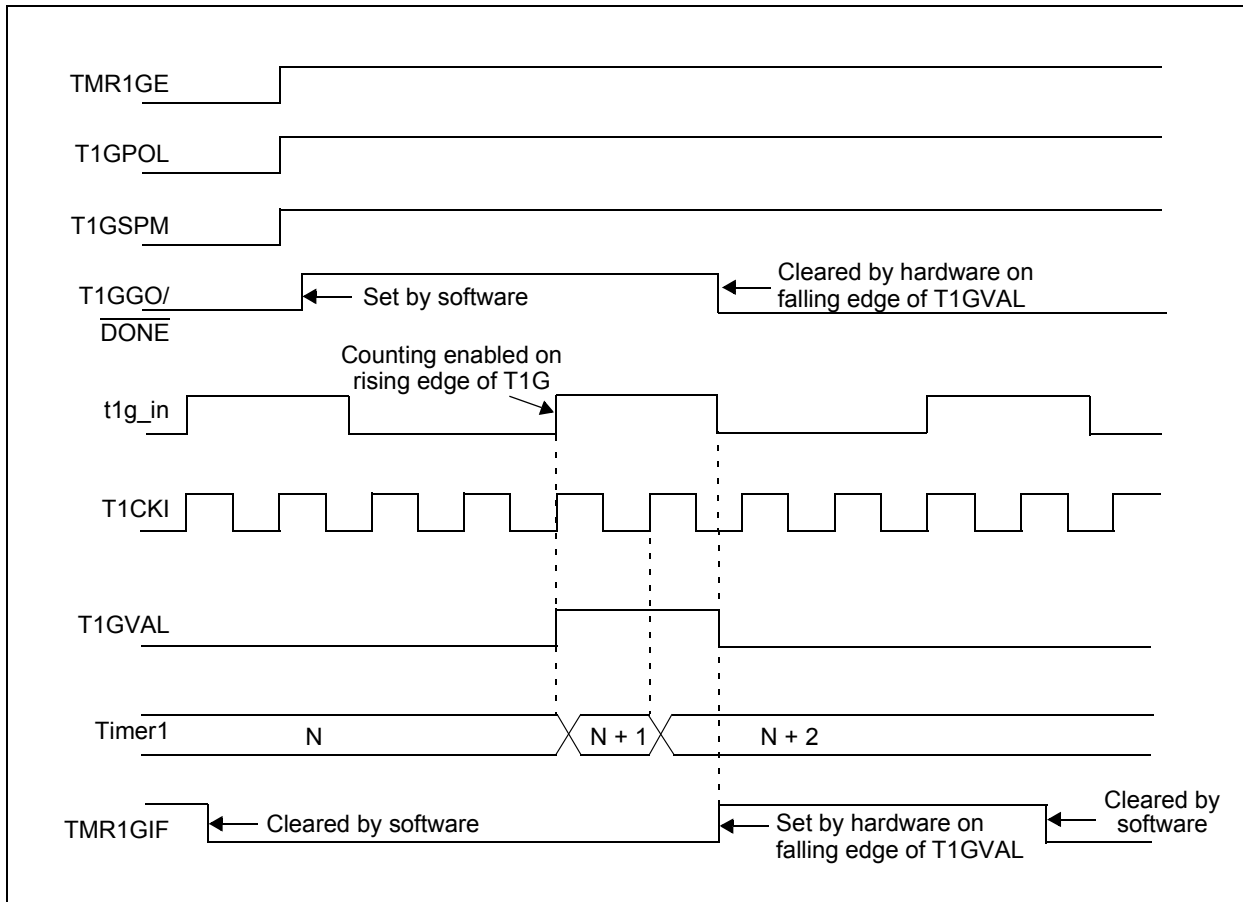 TMR1GE
T1GPOL
T1GSPM
T1GGO/
DONE
Set by software
Cleared by hardware on
falling edge of T1GVAL
Counting enabled on
rising edge of T1G
t1g_in
T1CKI
T1GVAL
Timer1
N
N + 1
N + 2
TMR1GIF
Cleared by software
Set by hardware on
falling edge of T1GVAL
Cleared by
software